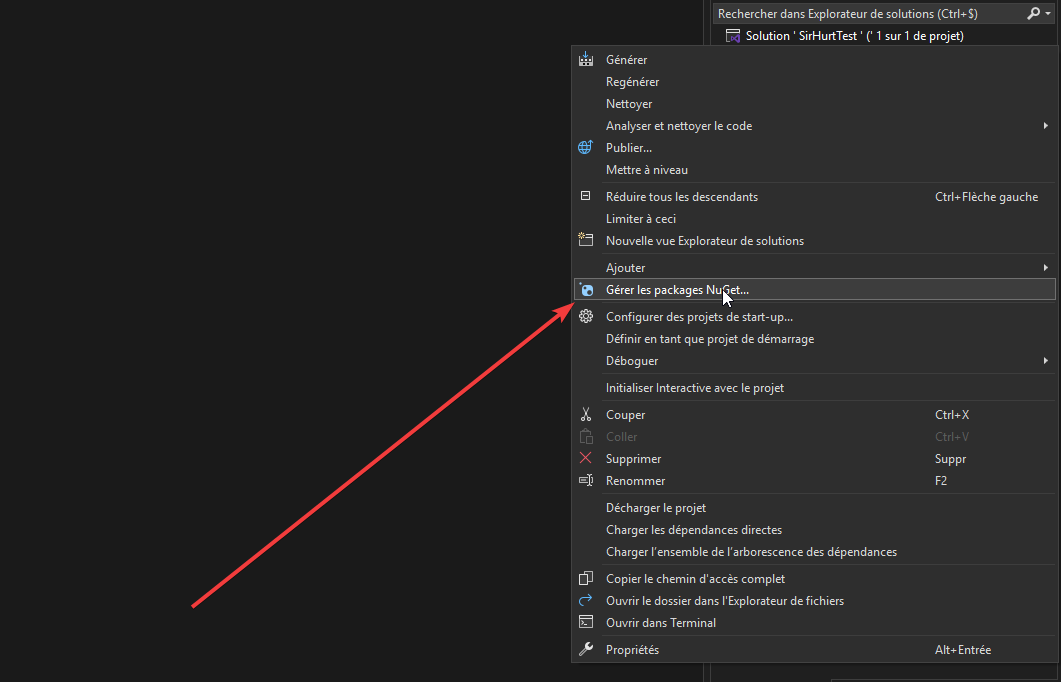 Rechercher dans Explorateur de solutions (Ctrl+$)
Solution ' SirHurtTest ' (' 1 sur 1 de projet)
Générer
Regénérer
Nettoyer
Analyser et nettoyer le code
Publier...
Mettre à niveau
Réduire tous les descendants Ctrl+Flèche gauche
Limiter à ceci
Nouvelle vue Explorateur de solutions
Ajouter
Gérer les packages NuGet...
Configurer des projets de start-up...
Définir en tant que projet de démarrage
Déboguer
Initialiser Interactive avec le projet
Couper Ctrl+X
Coller Ctrl+V
Supprimer Suppr
Renommer F2
Décharger le projet
Charger les dépendances directes
Charger l'ensemble de l'arborescence des dépendances
Copier le chemin d'accès complet
Ouvrir le dossier dans l'Explorateur de fichiers
Ouvrir dans Terminal
Propriétés Alt+Entrée